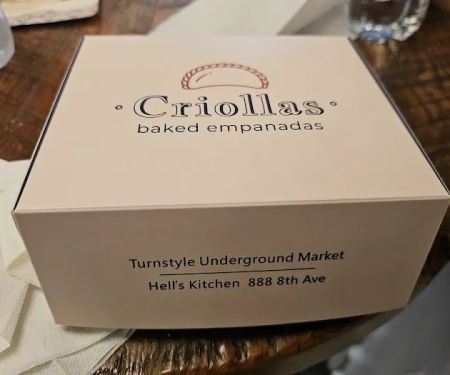 Criollas
baked empanadas
Turnstyle Underground Market
Hell's Kitchen 888 8th Ave